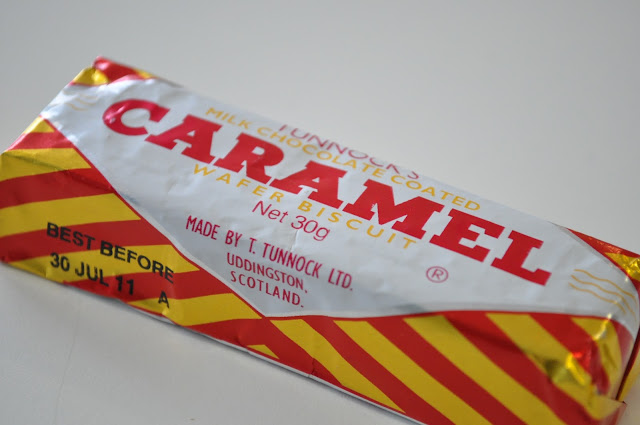 TUNNOCK'S
MILK CHOCOLATE COATED
CARAMEL
WAFER BISCUIT
Net 30g
®
MADE BY T. TUNNOCK LTD.
UDDINGSTON,
SCOTLAND.
BEST BEFORE
30 JUL 11 A